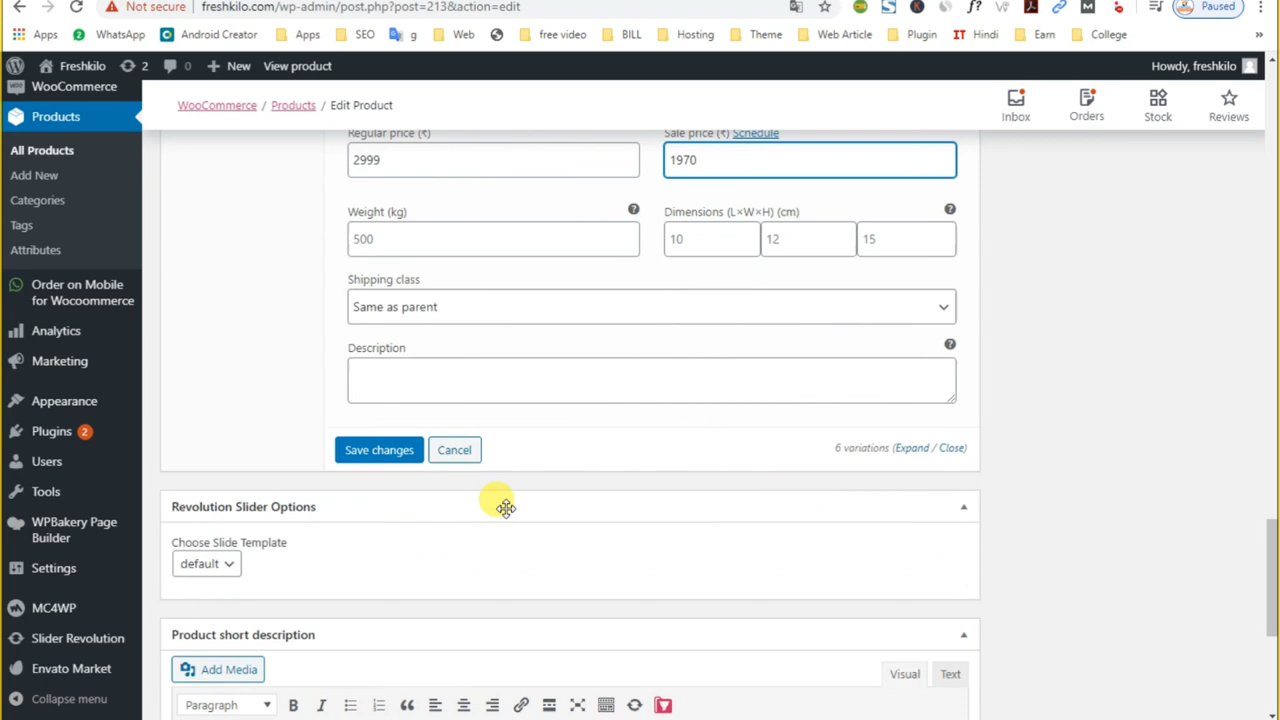 Not secure freshkilo.com/wp-admin/post.php?post=213&action=edit Paused
Apps WhatsApp Android Creator Apps SEO g Web free video BILL Hosting Theme Web Article Plugin IT Hindi Earn College »
Freshkilo 2 0 + New View product Howdy, freshkilo
WooCommerce
Products
All Products
Add New
Categories
Tags
Attributes
Order on Mobile
for Wocoommerce
Analytics
Marketing
Appearance
Plugins 2
Users
Tools
WPBakery Page
Builder
Settings
MC4WP
Slider Revolution
Envato Market
Collapse menu
WooCommerce / Products / Edit Product
Inbox Orders Stock Reviews
Regular price (₹) Sale price (₹) Schedule
2999 1970
Weight (kg) Dimensions (L×W×H) (cm)
500 10 12 15
Shipping class
Same as parent
Description
Save changes Cancel 6 variations (Expand / Close)
Revolution Slider Options
Choose Slide Template
default
Product short description
Add Media Visual Text
Paragraph B I